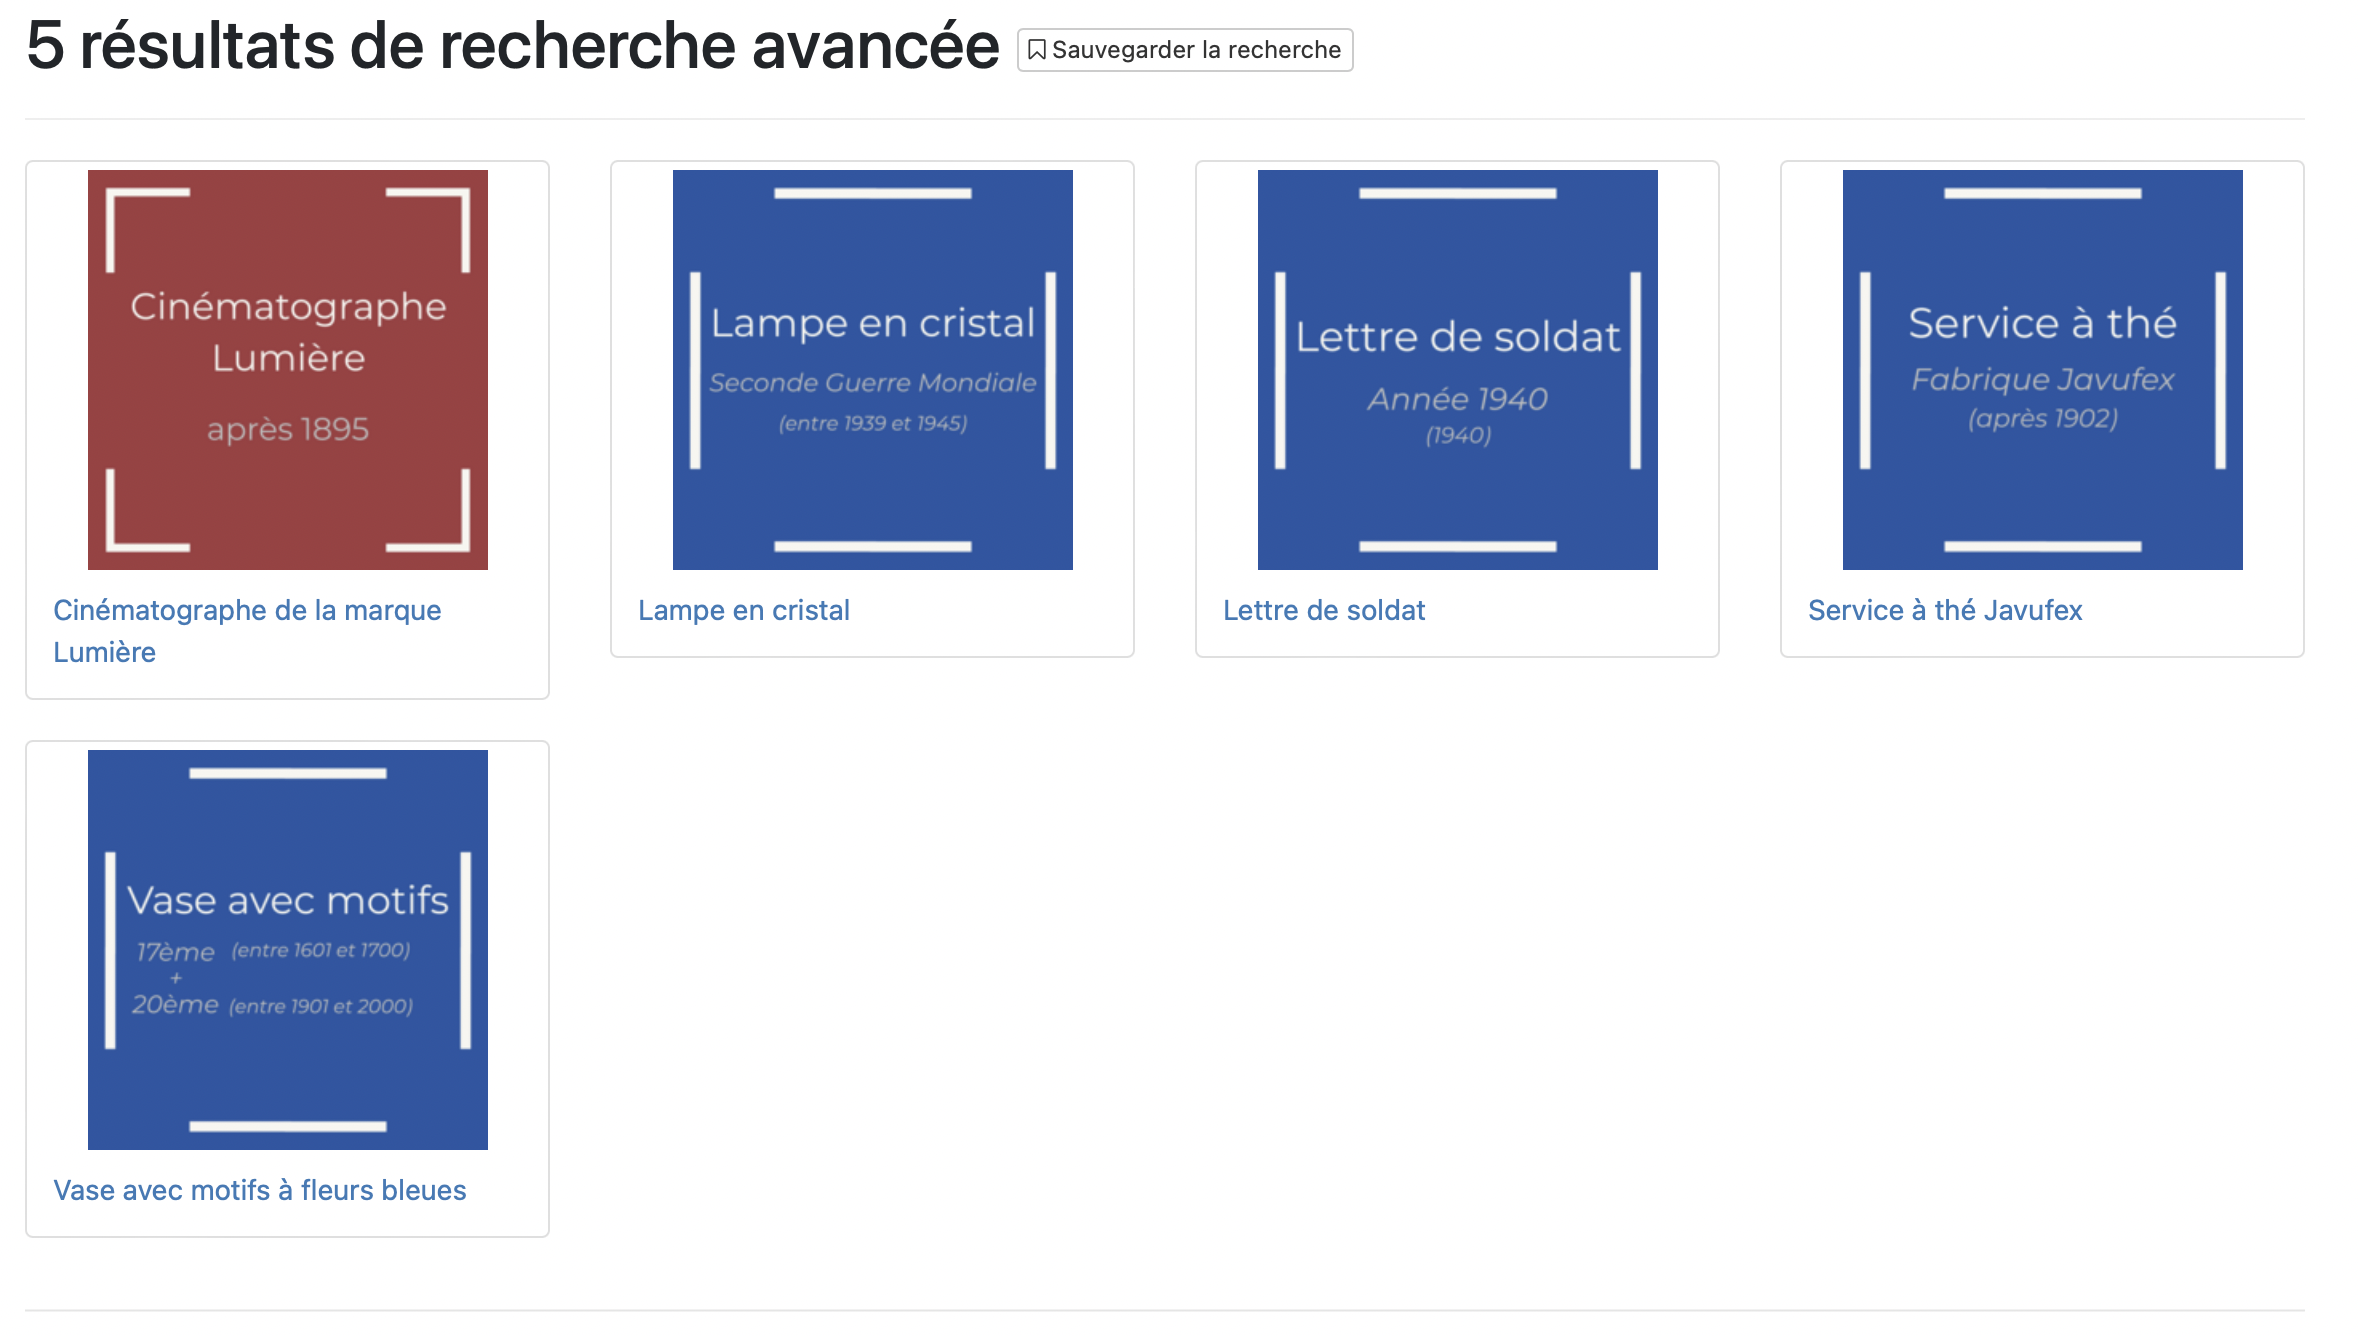 5 résultats de recherche avancée
Sauvegarder la recherche
Cinématographe
Lumière
après 1895
Cinématographe de la marque
Lumière
Lampe en cristal
Seconde Guerre Mondiale
(entre 1939 et 1945)
Lampe en cristal
Lettre de soldat
Année 1940
(1940)
Lettre de soldat
Service à thé
Fabrique Javufex
(après 1902)
Service à thé Javufex
Vase avec motifs
17ème (entre 1601 et 1700)
+
20ème (entre 1901 et 2000)
Vase avec motifs à fleurs bleues